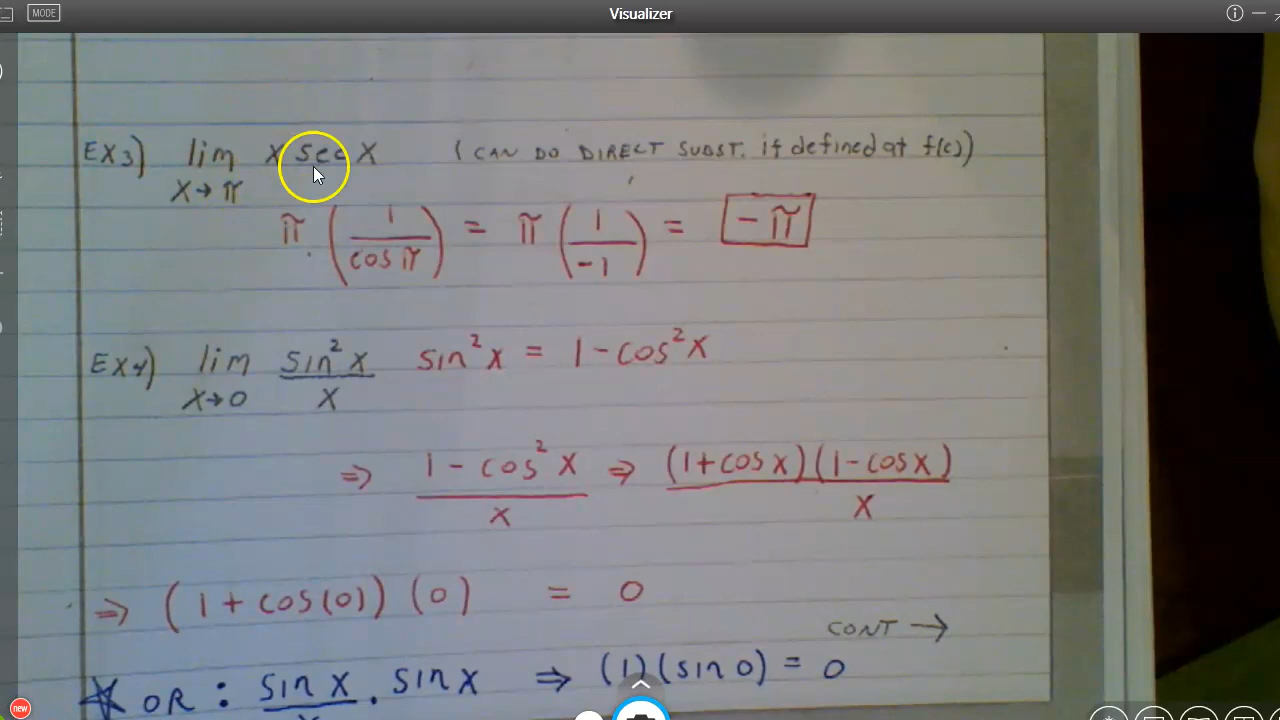 MODE
Visualizer
EX3) lim x sec x ( CAN DO DIRECT SUBST. if defined at f(c))
x→π
π · (1/cos π) = π (1/-1) = -π
EX4) lim sin²x/x sin²x = 1 - cos²x
x→0
⇒ 1 - cos²x / x ⇒ (1+cos x)(1-cos x) / x
⇒ (1 + cos(0)) (0) = 0
CONT →
* OR : sin x/x · sin x ⇒ (1)(sin 0) = 0
new